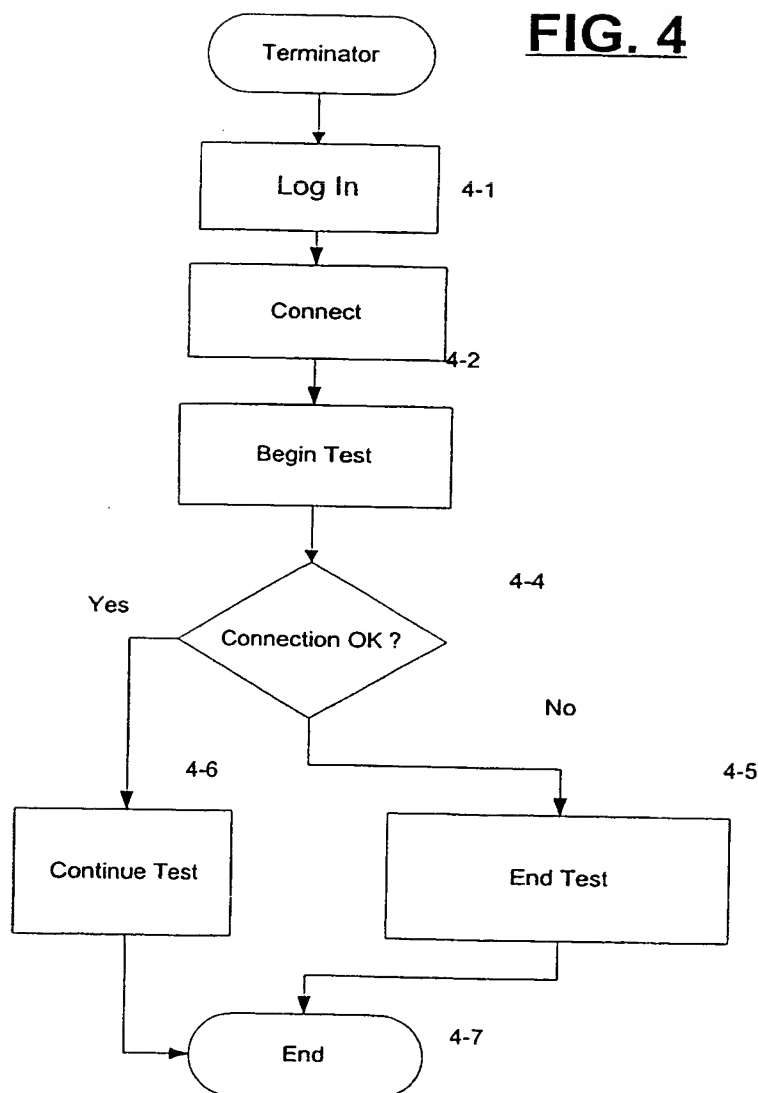 FIG. 4
Terminator
Log In
4-1
Connect
4-2
Begin Test
4-4
Yes
Connection OK ?
No
4-6
4-5
Continue Test
End Test
End
4-7